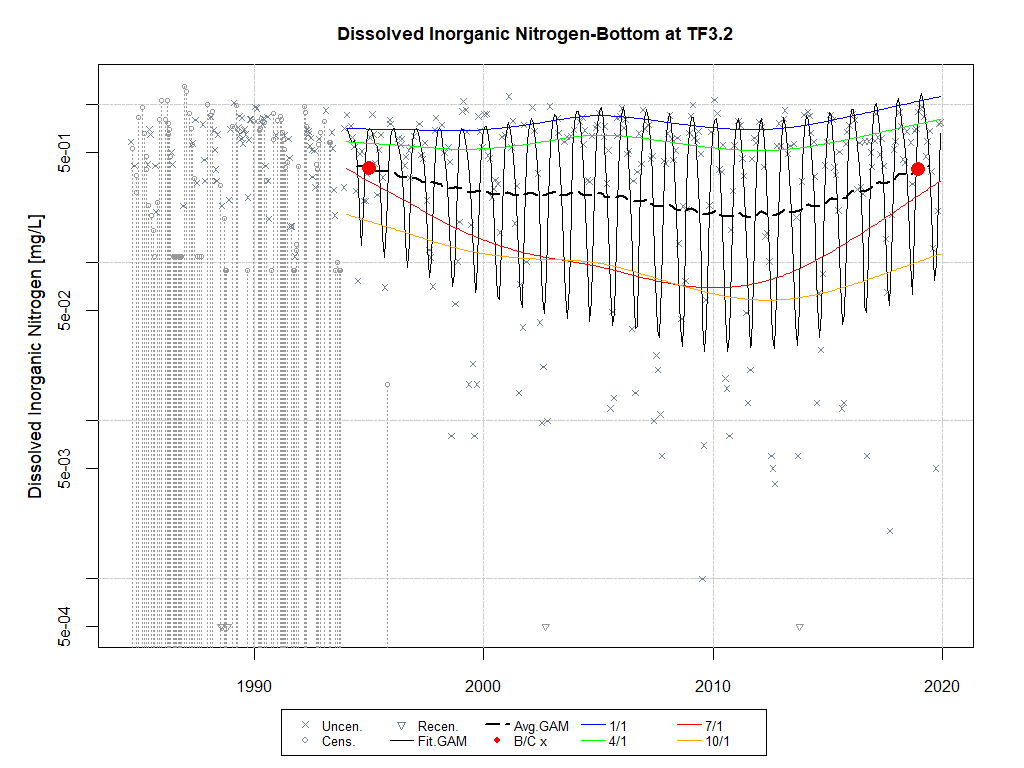 Dissolved Inorganic Nitrogen-Bottom at TF3.2
Dissolved Inorganic Nitrogen [mg/L]
5e-01
5e-02
5e-03
5e-04
1990 2000 2010 2020
Uncen. Recen. Avg.GAM 1/1 7/1
Cens. Fit.GAM B/C x 4/1 10/1